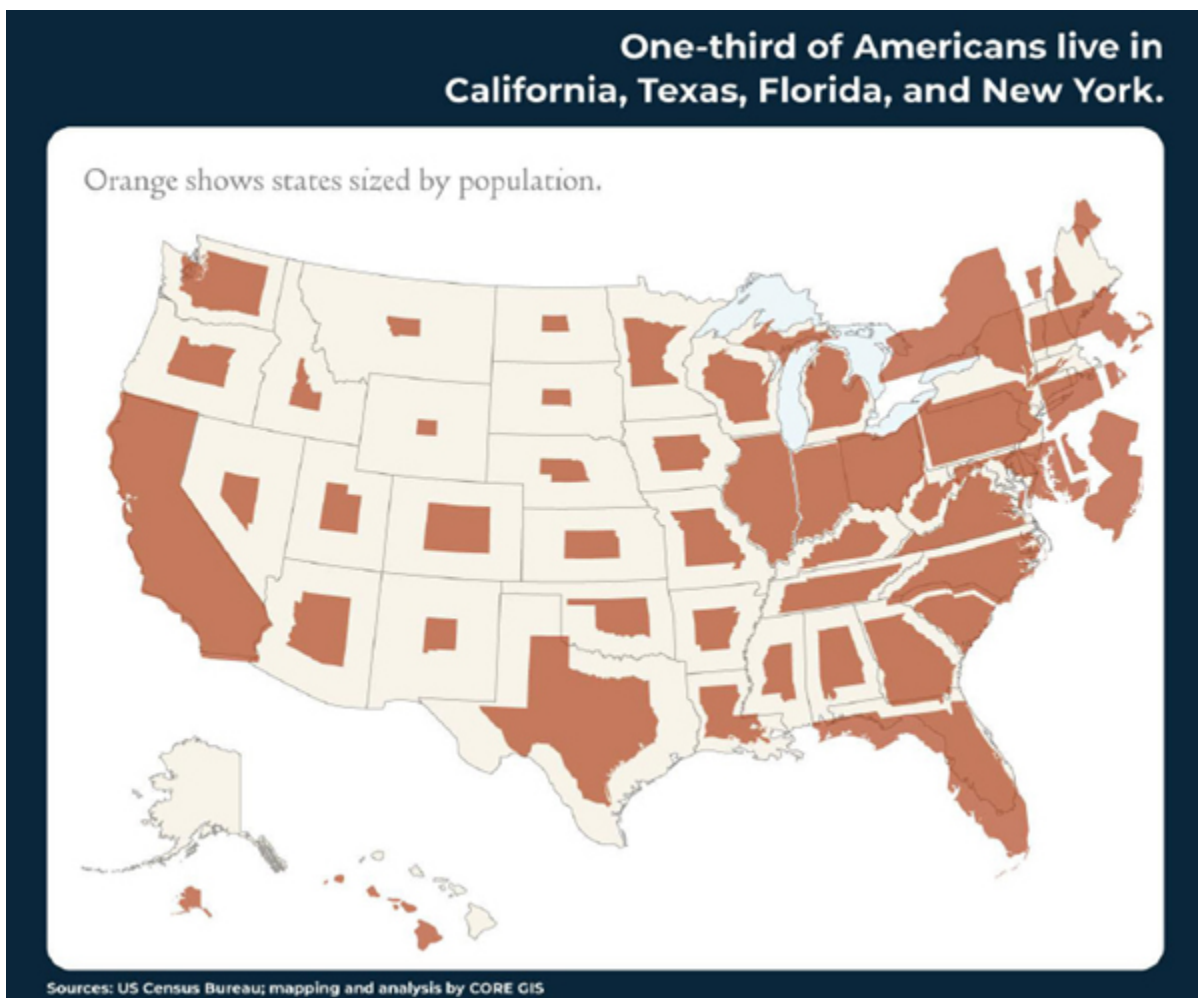 One-third of Americans live in
California, Texas, Florida, and New York.
Orange shows states sized by population.
Sources: US Census Bureau; mapping and analysis by CORE GIS